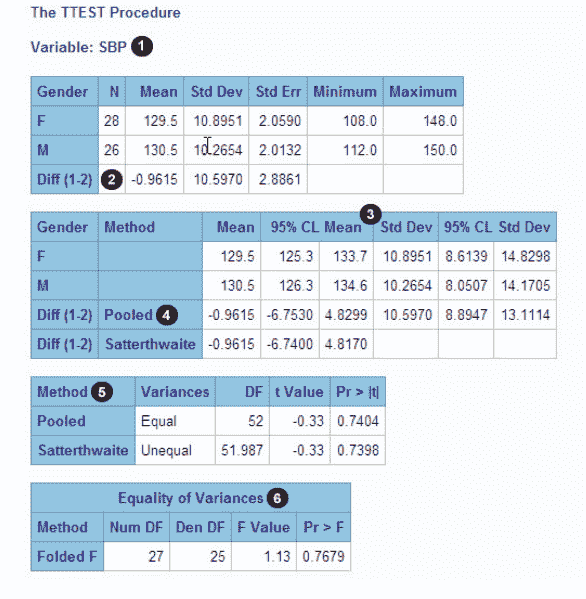 The TTEST Procedure
Variable: SBP 1
Gender N Mean Std Dev Std Err Minimum Maximum
F 28 129.5 10.8951 2.0590 108.0 148.0
M 26 130.5 10.2654 2.0132 112.0 150.0
Diff (1-2) 2 -0.9615 10.5970 2.8861
3
Gender Method Mean 95% CL Mean Std Dev 95% CL Std Dev
F 129.5 125.3 133.7 10.8951 8.6139 14.8298
M 130.5 126.3 134.6 10.2654 8.0507 14.1705
Diff (1-2) Pooled 4 -0.9615 -6.7530 4.8299 10.5970 8.8947 13.1114
Diff (1-2) Satterthwaite -0.9615 -6.7400 4.8170
Method 5 Variances DF t Value Pr > |t|
Pooled Equal 52 -0.33 0.7404
Satterthwaite Unequal 51.987 -0.33 0.7398
Equality of Variances 6
Method Num DF Den DF F Value Pr > F
Folded F 27 25 1.13 0.7679